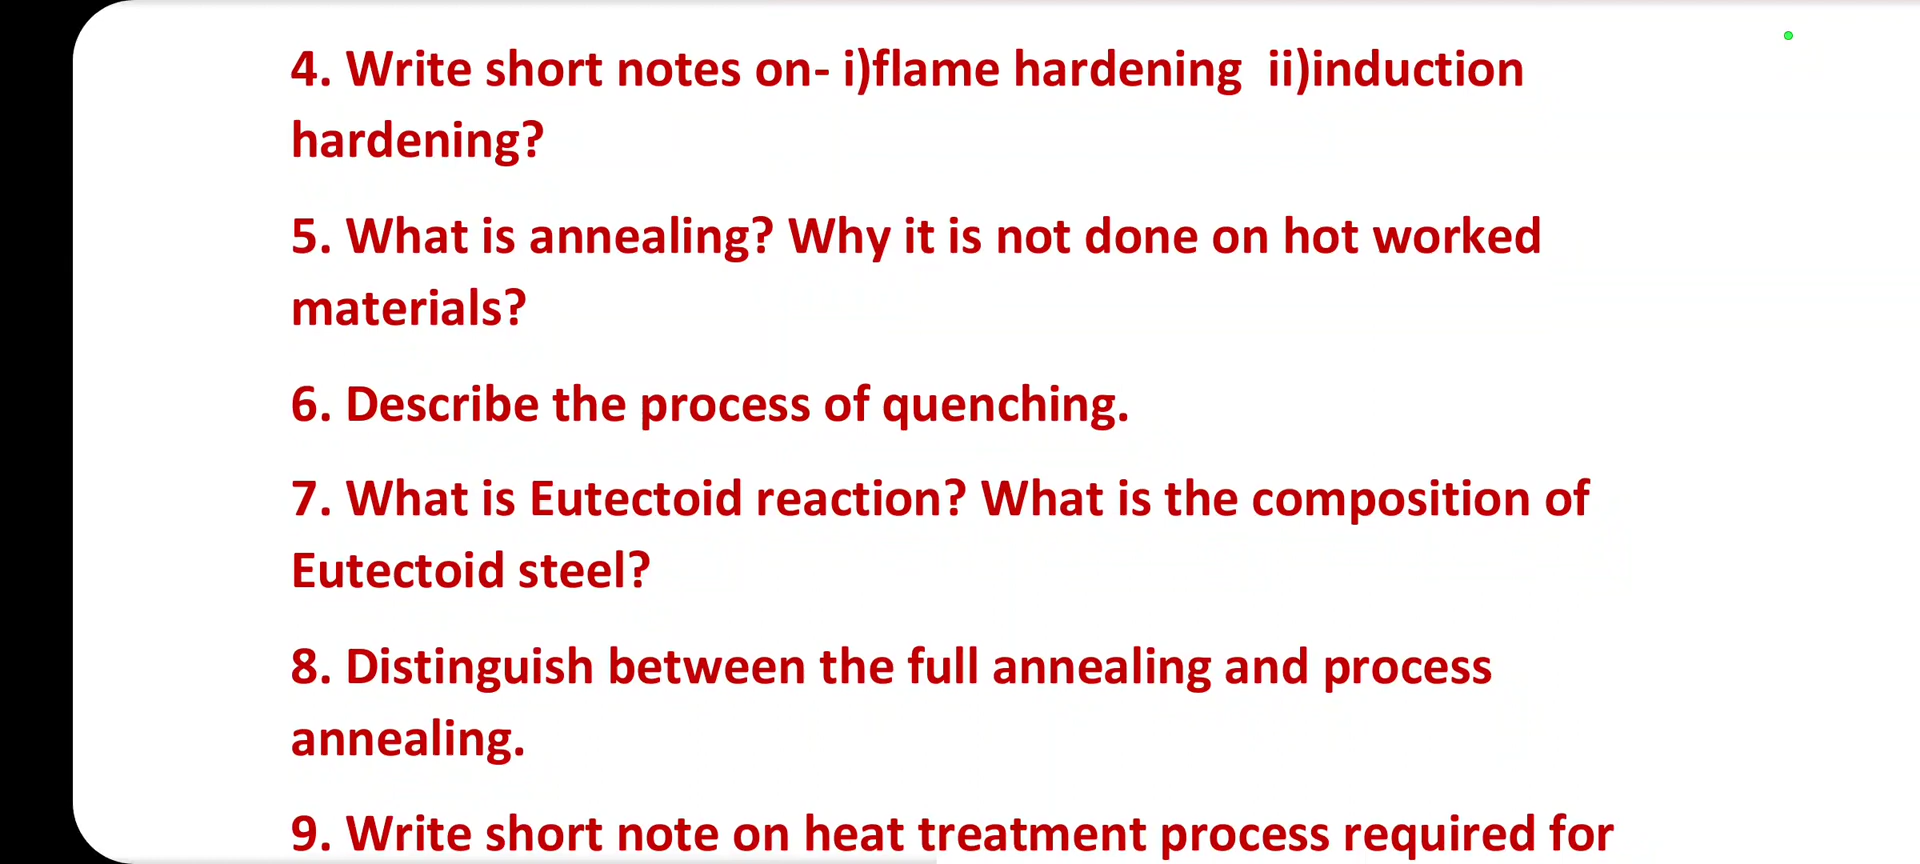 4. Write short notes on- i)flame hardening  ii)induction
hardening?
5. What is annealing? Why it is not done on hot worked
materials?
6. Describe the process of quenching.
7. What is Eutectoid reaction? What is the composition of
Eutectoid steel?
8. Distinguish between the full annealing and process
annealing.
9. Write short note on heat treatment process required for